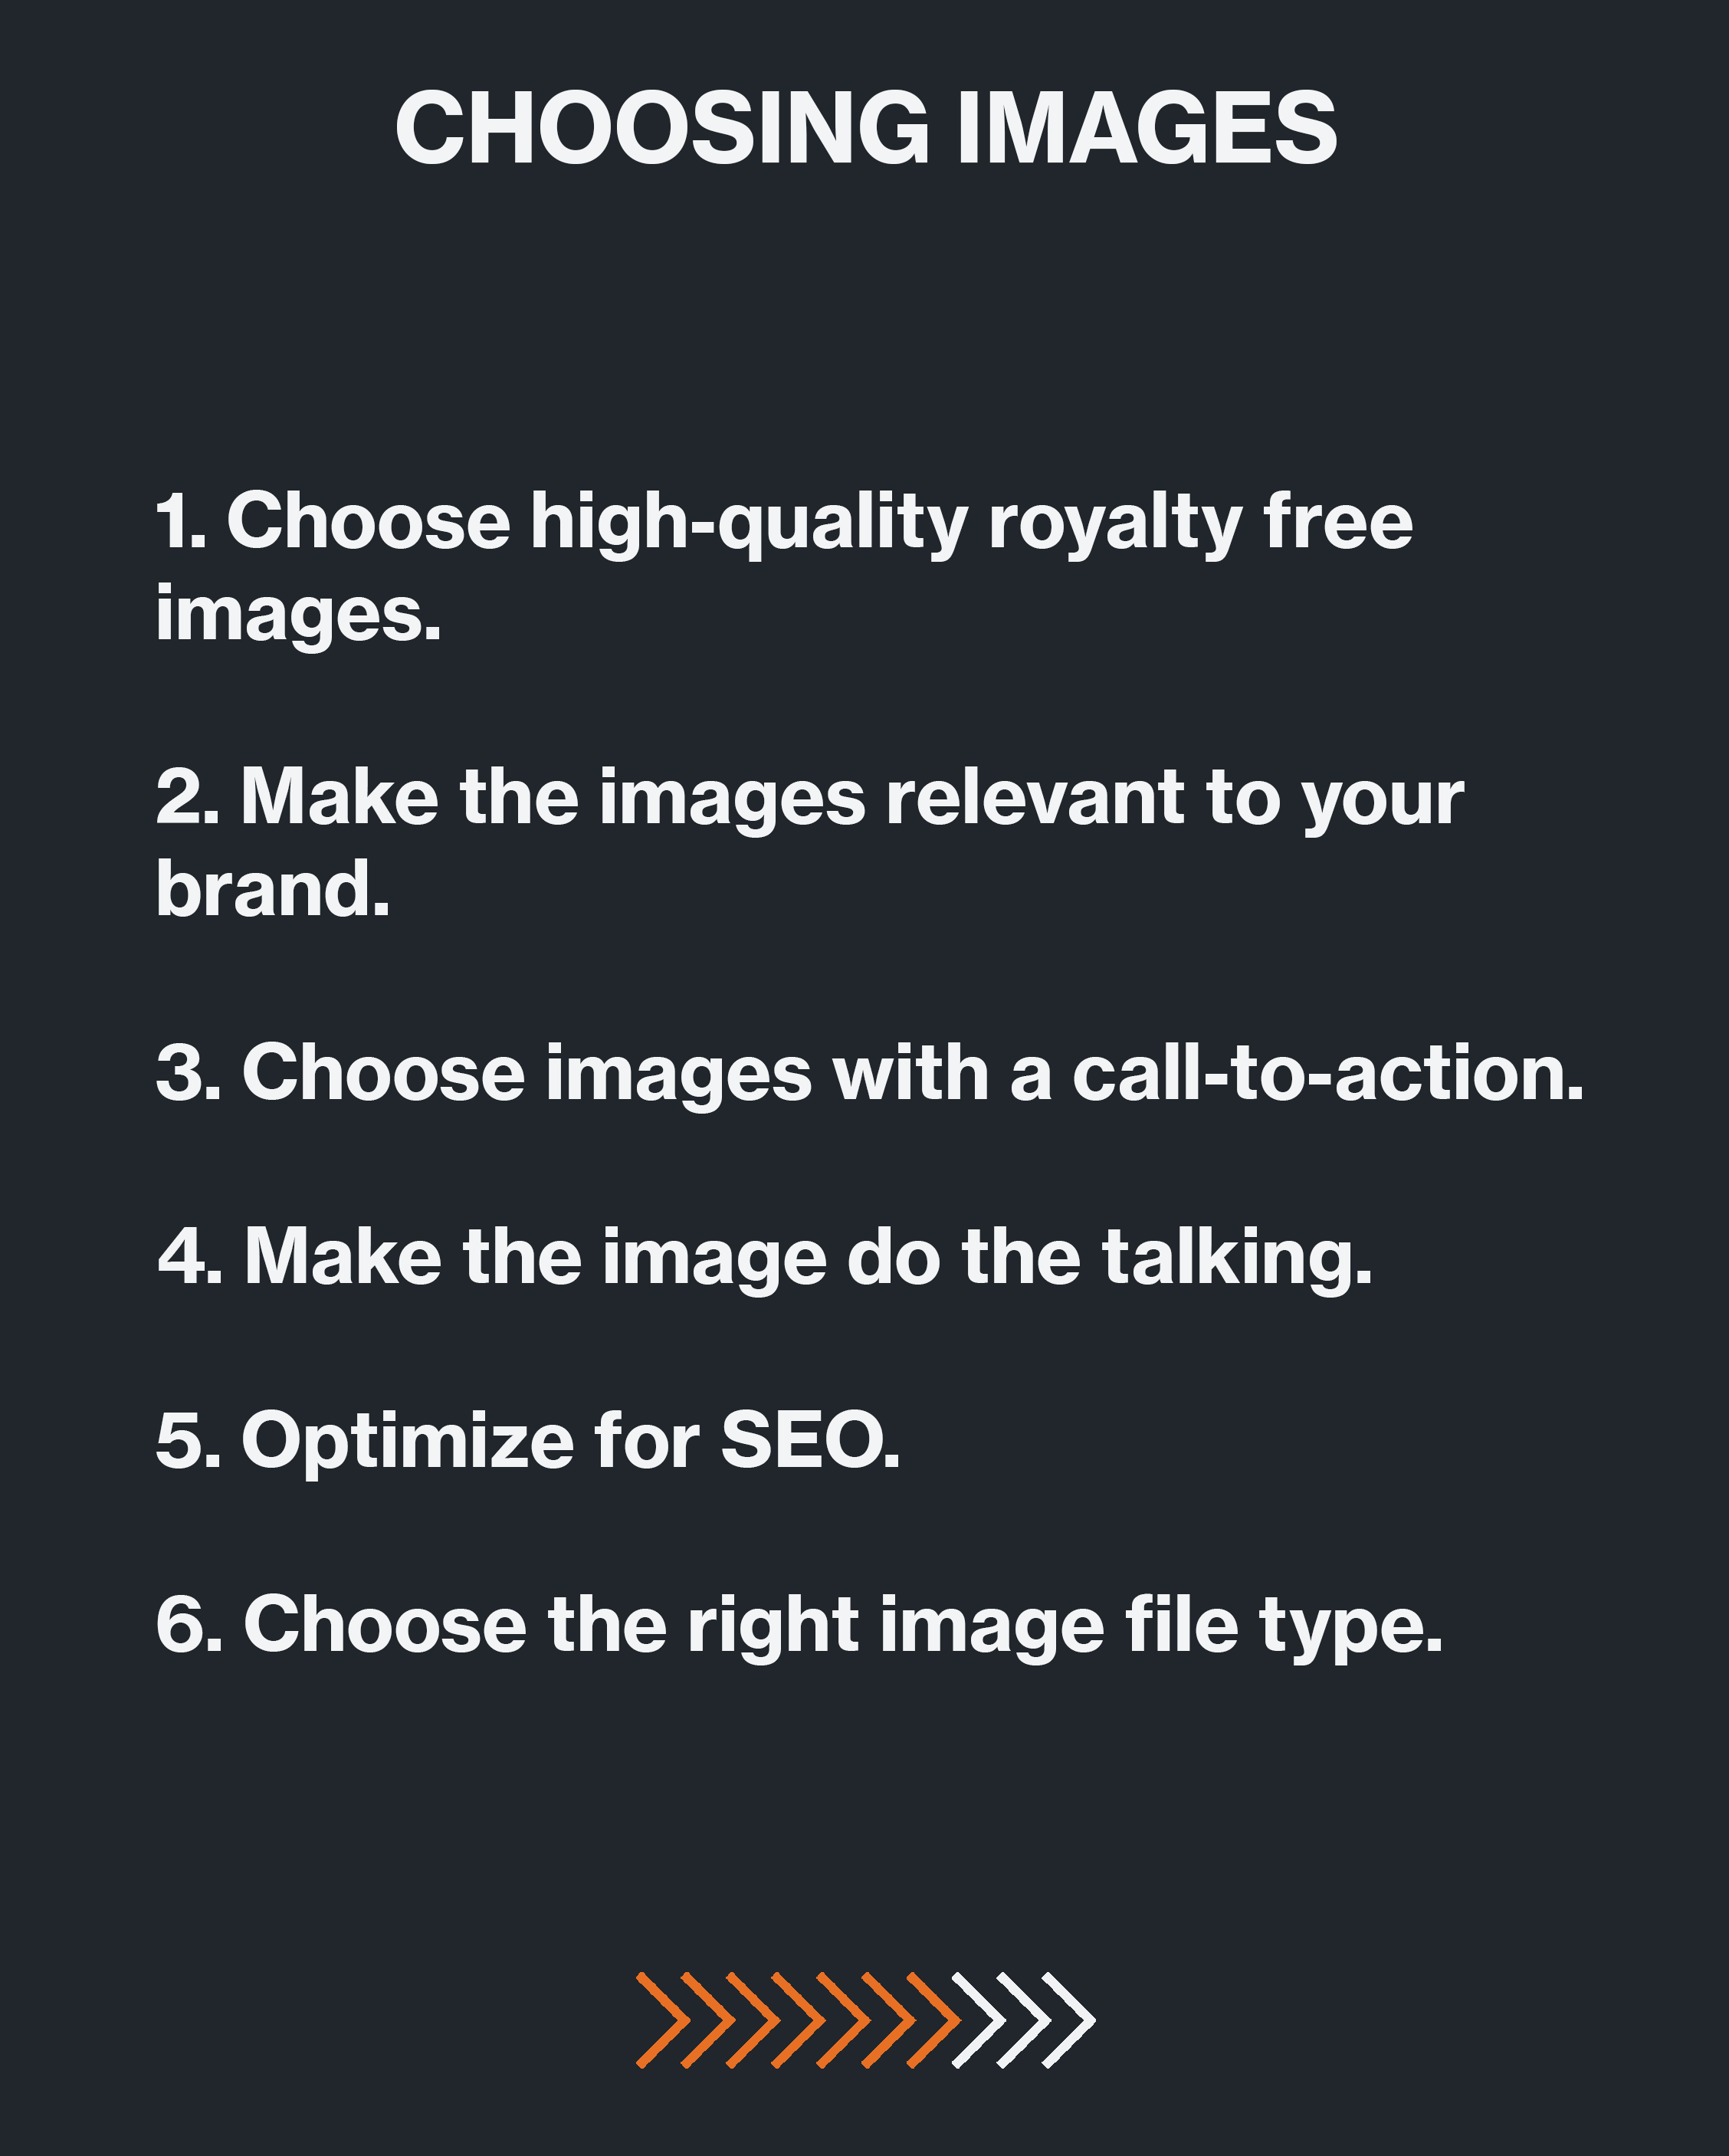 CHOOSING IMAGES
1. Choose high-quality royalty free
images.
2. Make the images relevant to your
brand.
3. Choose images with a call-to-action.
4. Make the image do the talking.
5. Optimize for SEO.
6. Choose the right image file type.